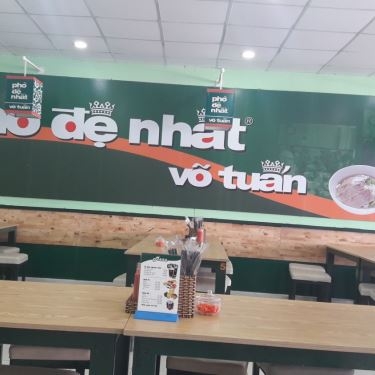 phở
đệ
nhất
võ tuấn
phở
đệ
nhất
võ tuấn
đệ nhất®
võ tuấn